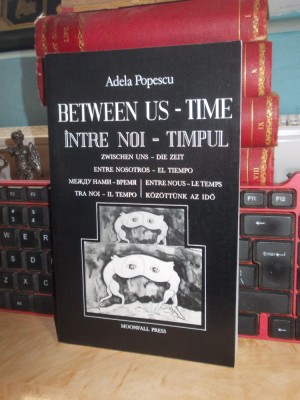 Adela Popescu
BETWEEN US - TIME
ÎNTRE NOI - TIMPUL
ZWISCHEN UNS - DIE ZEIT
ENTRE NOSOTROS - EL TIEMPO
МЕЖДУ НАМИ - ВРЕМЯ | ENTRE NOUS - LE TEMPS
TRA NOI - IL TEMPO | KÖZÖTTÜNK AZ IDŐ
MOONFALL PRESS